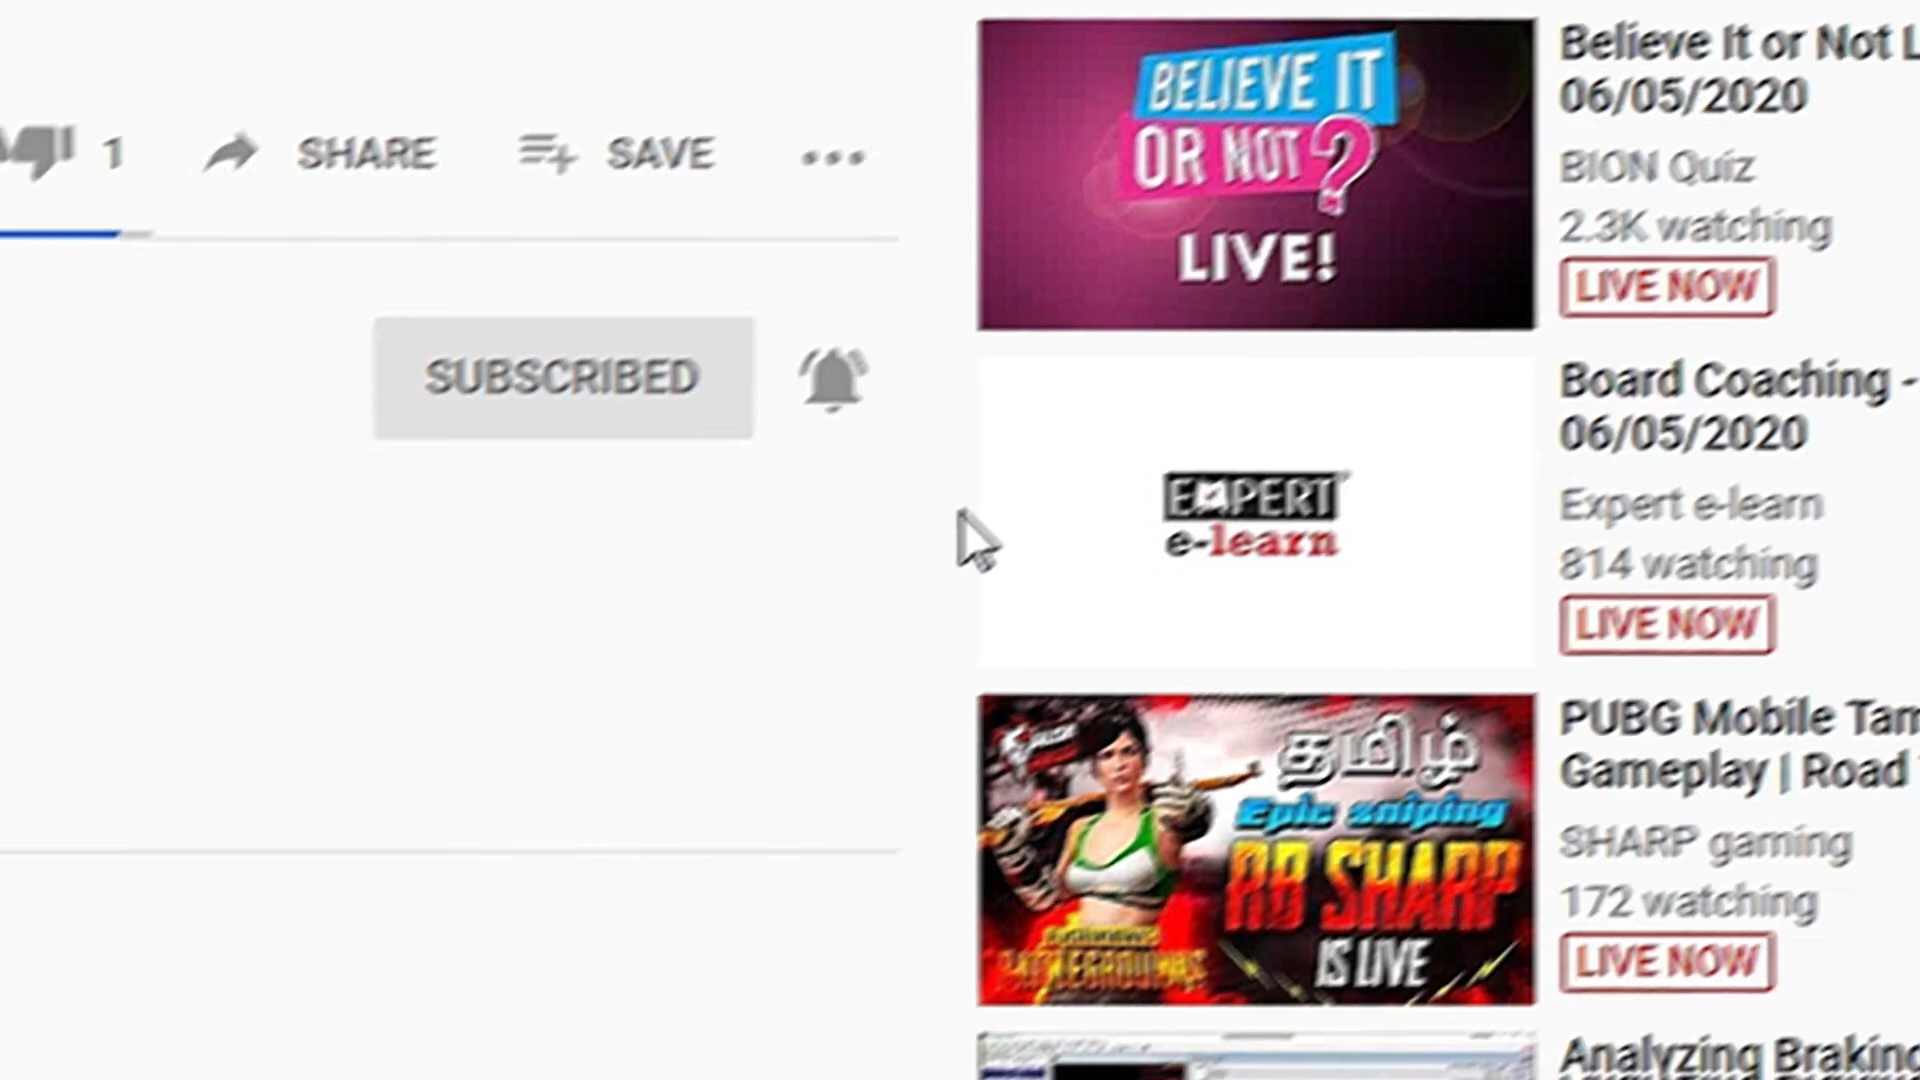 1 SHARE SAVE
SUBSCRIBED
BELIEVE IT
OR NOT?
LIVE!
Believe It or Not L
06/05/2020
BION Quiz
2.3K watching
LIVE NOW
EXPERT
e-learn
Board Coaching -
06/05/2020
Expert e-learn
814 watching
LIVE NOW
தமிழ்
Epic sniping
RB SHARP
IS LIVE
BATTLEGROUNDS
PUBG Mobile Tam
Gameplay | Road
SHARP gaming
172 watching
LIVE NOW
Analyzing Braking